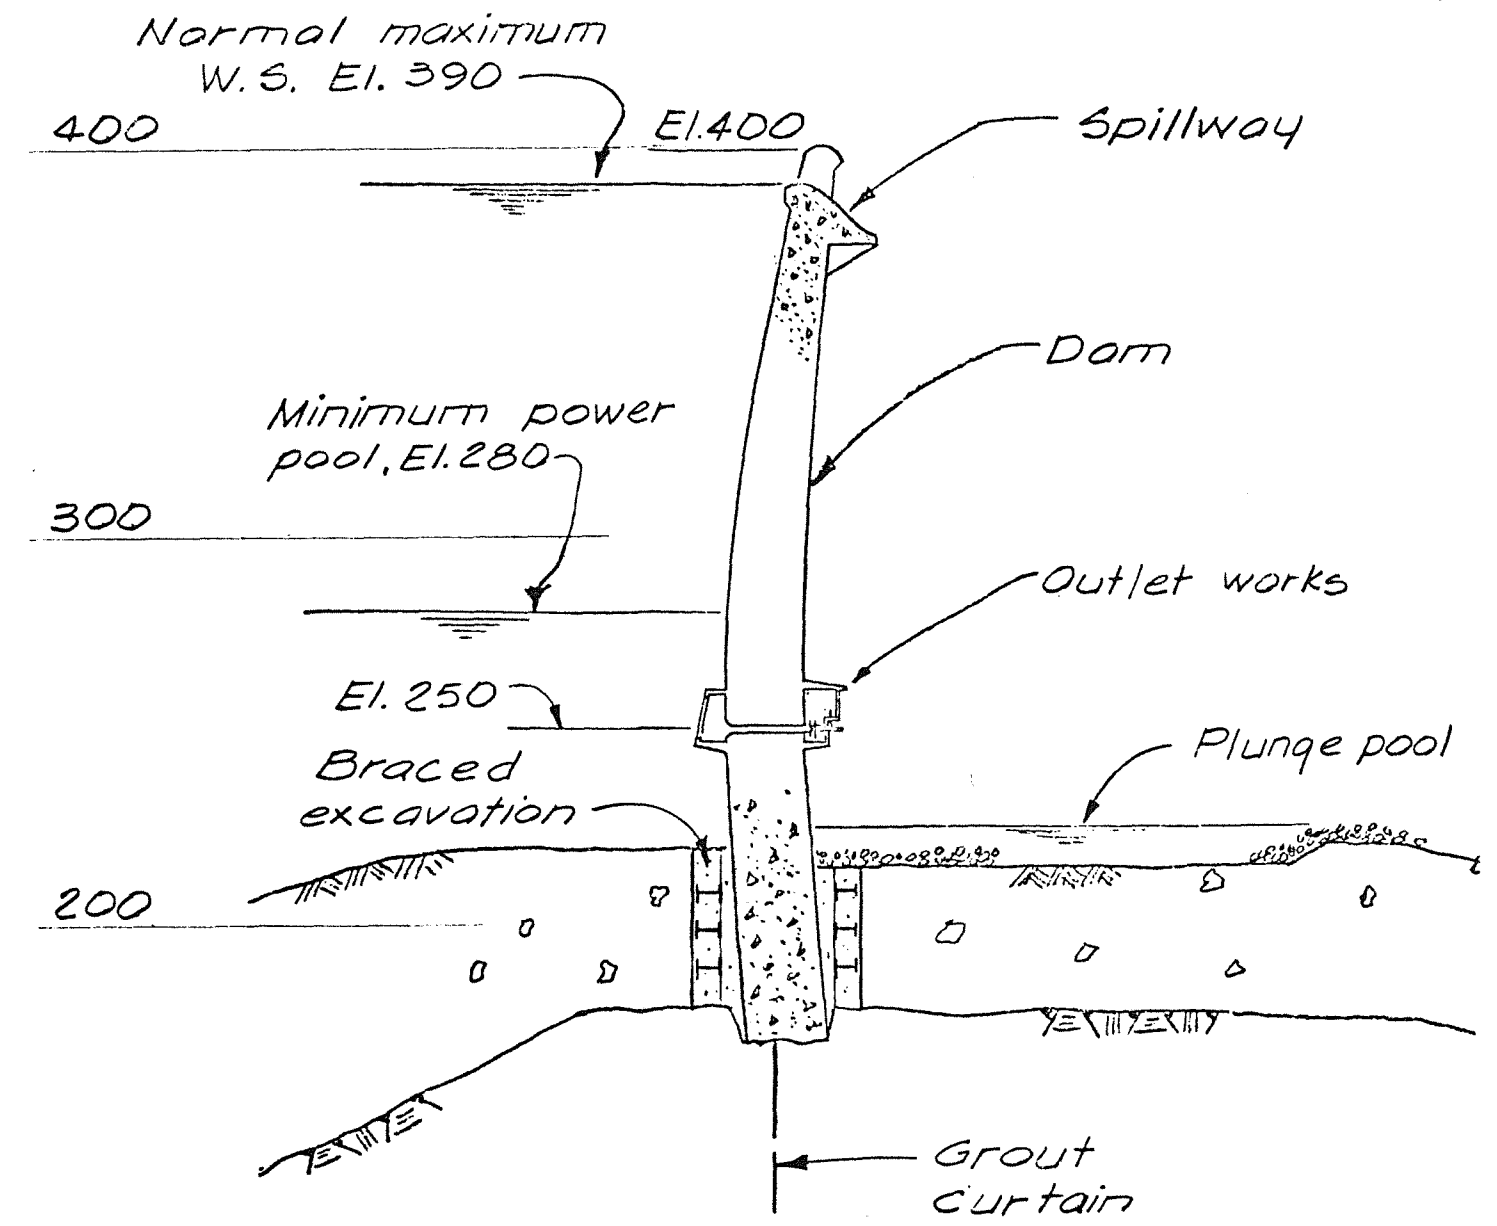 Normal maximum
W.S. El. 390
400
El.400
Spillway
Dam
Minimum power
pool, El.280
300
Outlet works
El. 250
Plunge pool
Braced
excavation
200
Grout
curtain